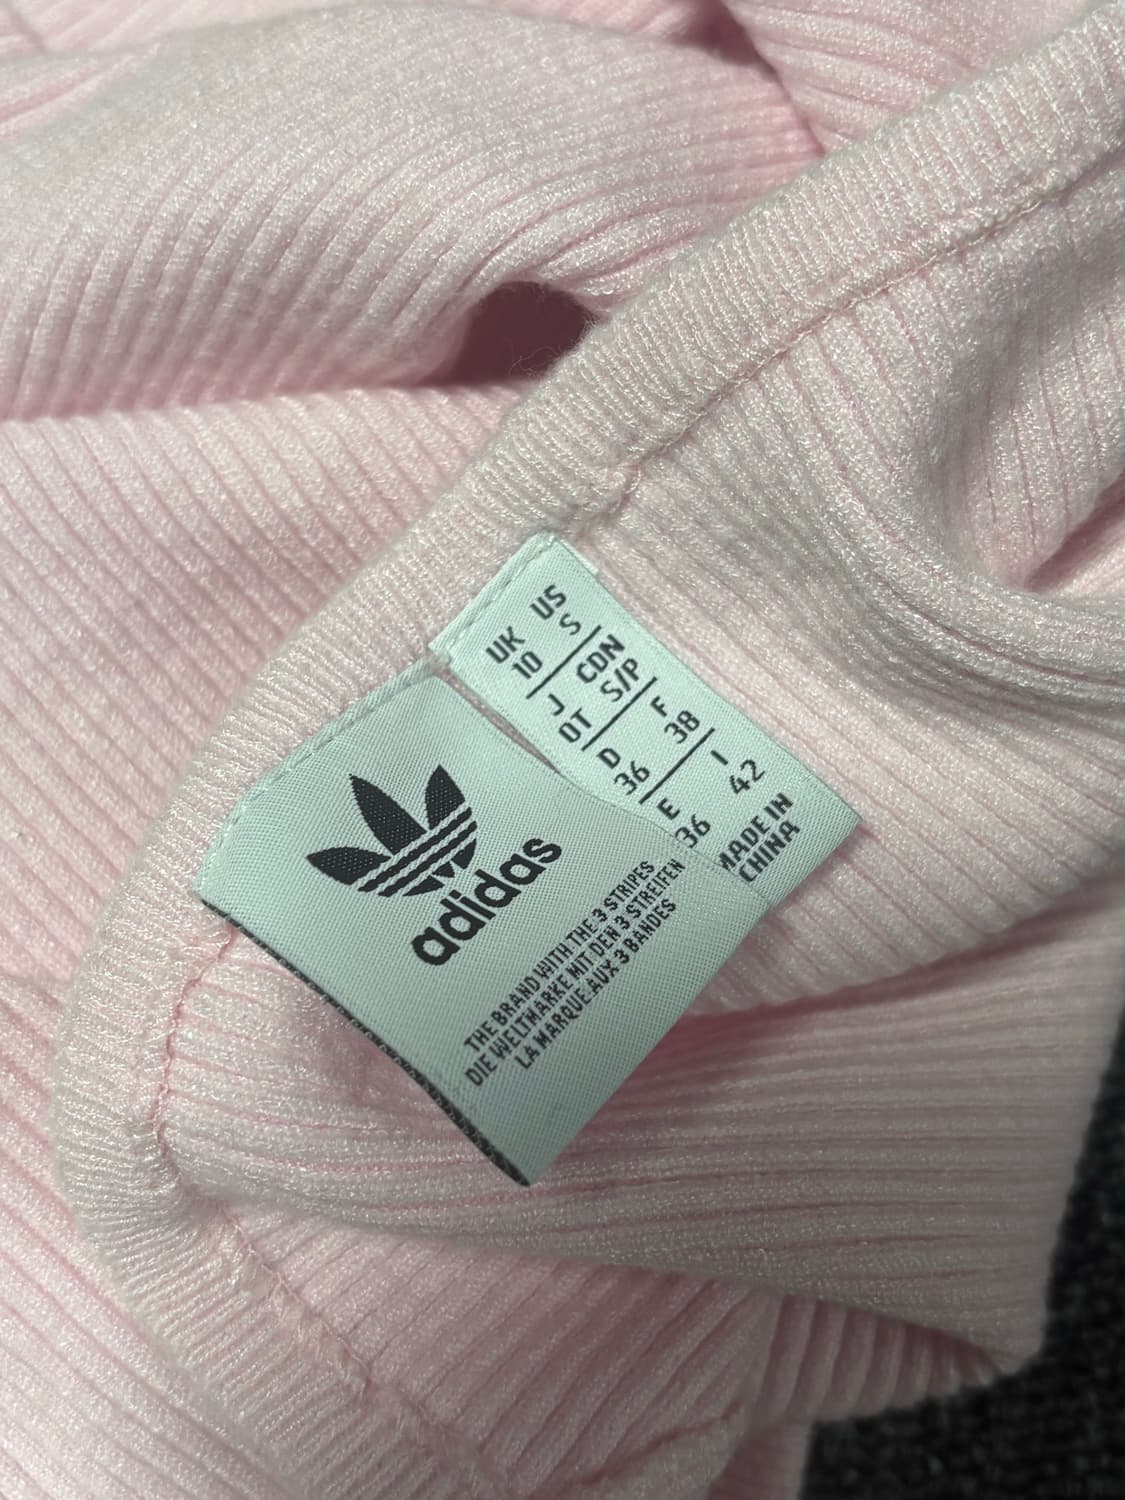 US
S
UK
10
CDN
S/P
J
OT
F
38
D
36
I
42
E
36
MADE IN
CHINA
adidas
THE BRAND WITH THE 3 STRIPES
DIE WELTMARKE MIT DEN 3 STREIFEN
LA MARQUE AUX 3 BANDES